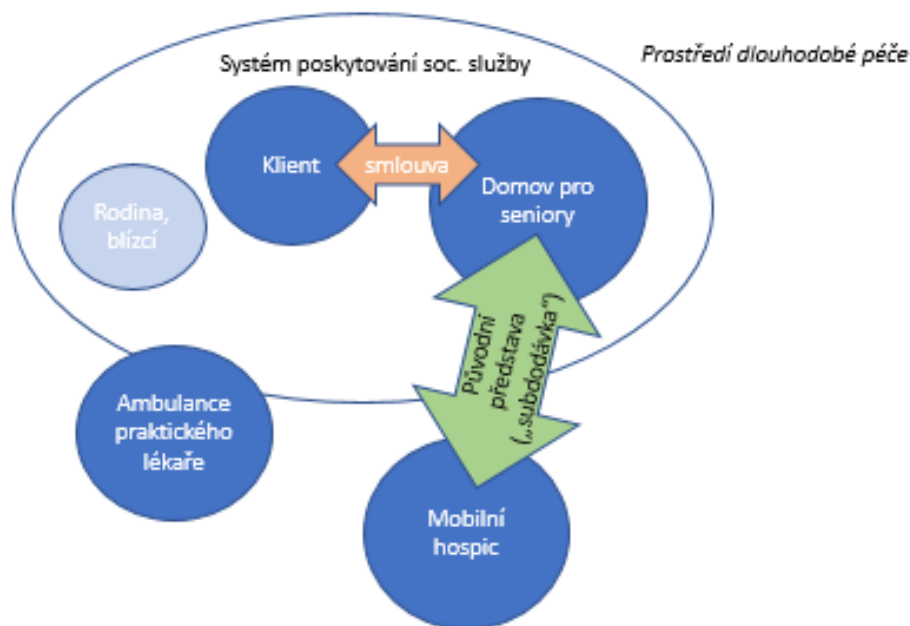 Prostředí dlouhodobé péče
Systém poskytování soc. služby
Klient
smlouva
Domov pro
seniory
Rodina,
blízcí
Původní
představa
(„subdodávka“)
Ambulance
praktického
lékaře
Mobilní
hospic